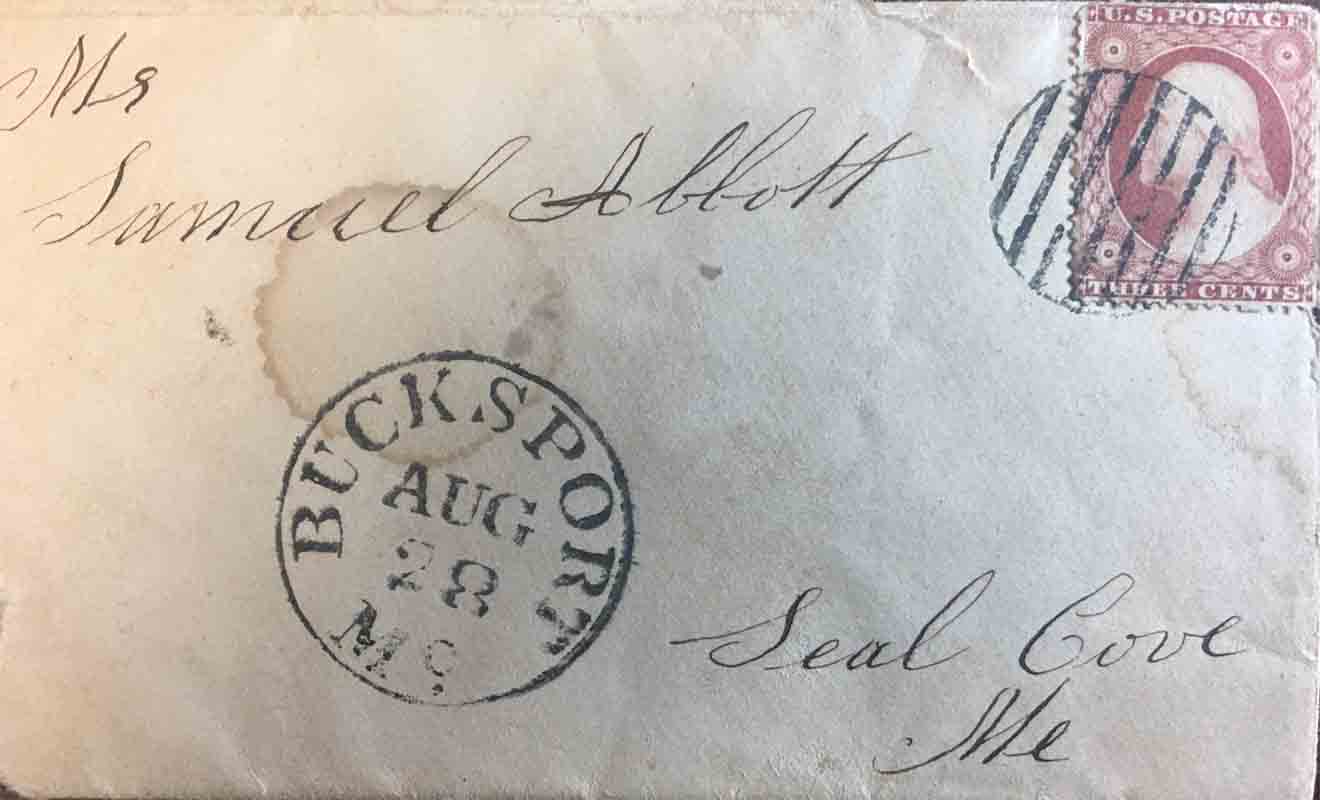 U.S. POSTAGE
THREE CENTS
Mr
Samuel Abbott
BUCKSPORT
AUG
28
Me
Seal Cove
Me